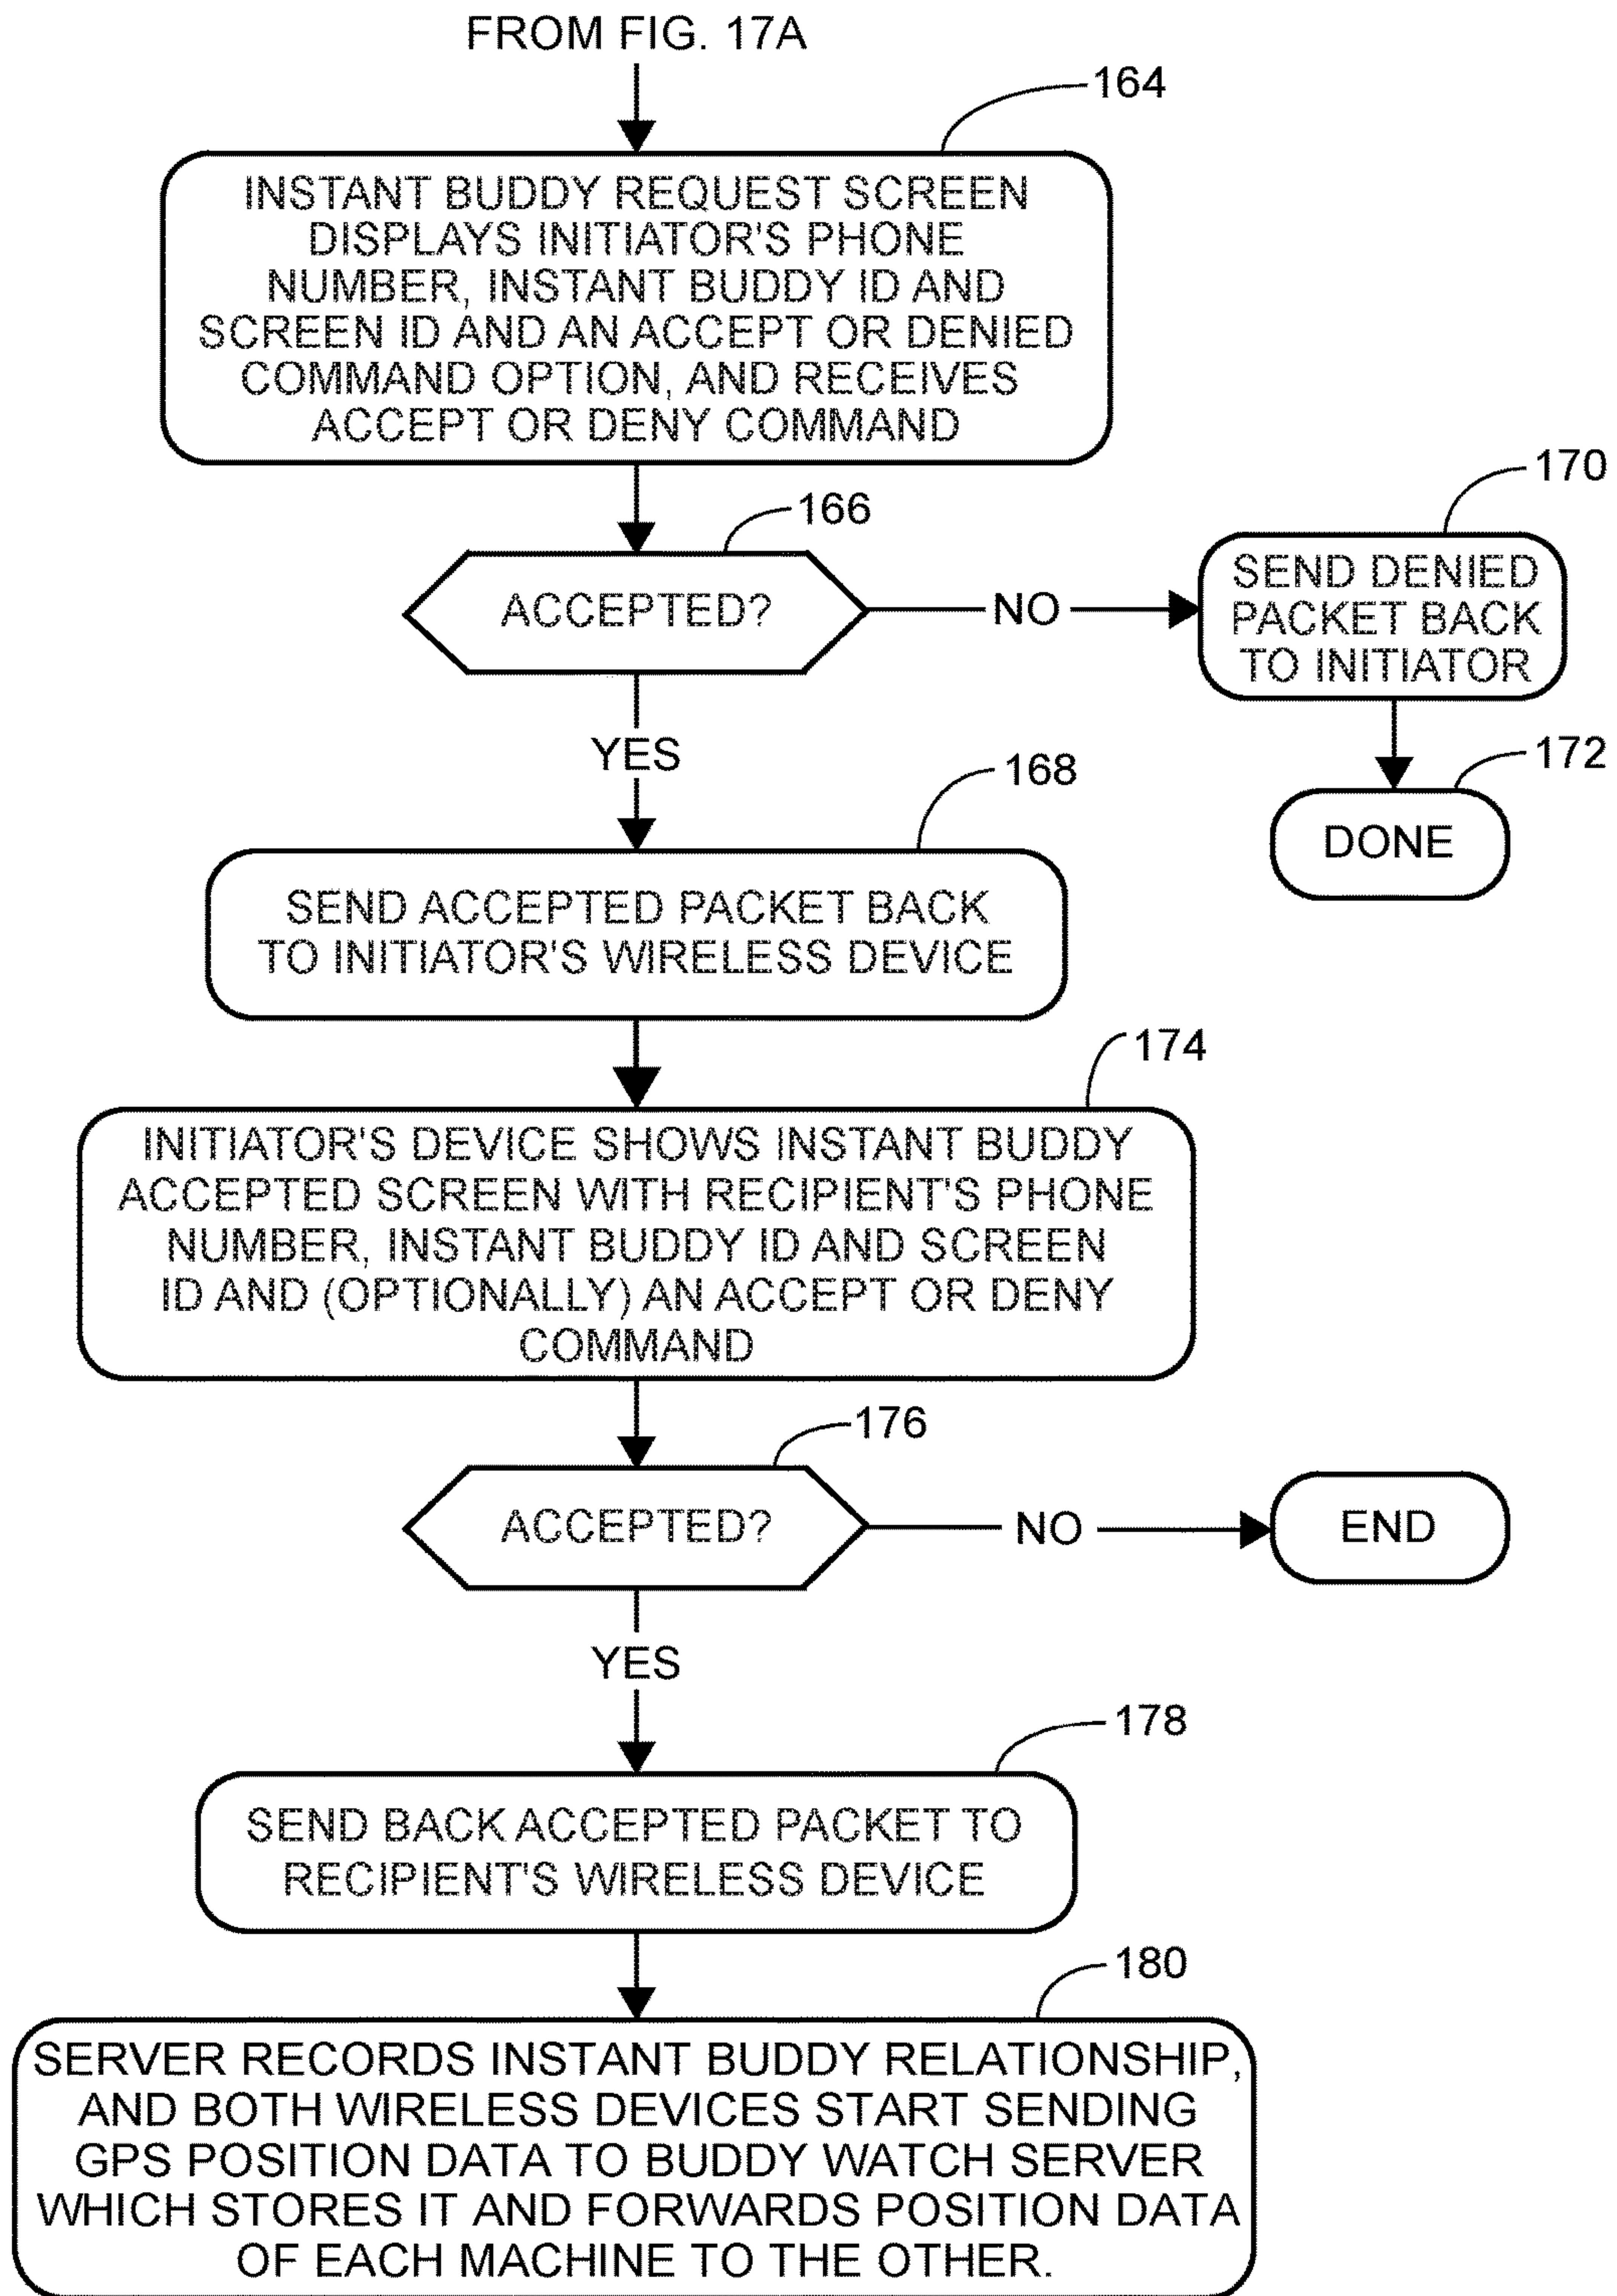 FROM FIG. 17A
164
INSTANT BUDDY REQUEST SCREEN
DISPLAYS INITIATOR'S PHONE
NUMBER, INSTANT BUDDY ID AND
SCREEN ID AND AN ACCEPT OR DENIED
COMMAND OPTION, AND RECEIVES
ACCEPT OR DENY COMMAND
166
ACCEPTED?
NO
170
SEND DENIED
PACKET BACK
TO INITIATOR
172
DONE
YES
168
SEND ACCEPTED PACKET BACK
TO INITIATOR'S WIRELESS DEVICE
174
INITIATOR'S DEVICE SHOWS INSTANT BUDDY
ACCEPTED SCREEN WITH RECIPIENT'S PHONE
NUMBER, INSTANT BUDDY ID AND SCREEN
ID AND (OPTIONALLY) AN ACCEPT OR DENY
COMMAND
176
ACCEPTED?
NO
END
YES
178
SEND BACK ACCEPTED PACKET TO
RECIPIENT'S WIRELESS DEVICE
180
SERVER RECORDS INSTANT BUDDY RELATIONSHIP,
AND BOTH WIRELESS DEVICES START SENDING
GPS POSITION DATA TO BUDDY WATCH SERVER
WHICH STORES IT AND FORWARDS POSITION DATA
OF EACH MACHINE TO THE OTHER.